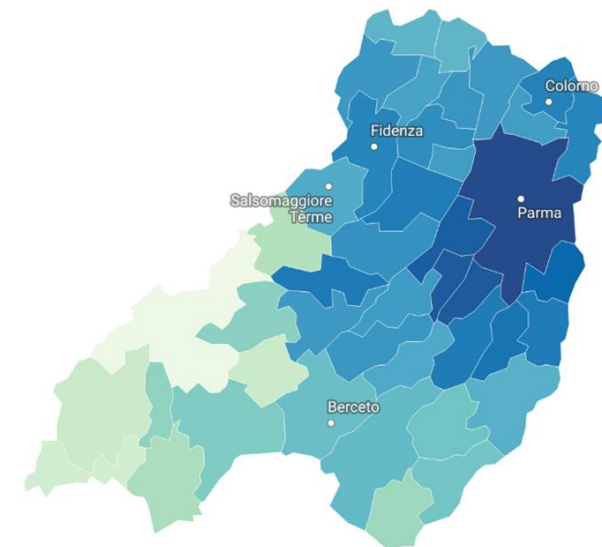 Colorno
Fidenza
Salsomaggiore
Terme
Parma
Berceto